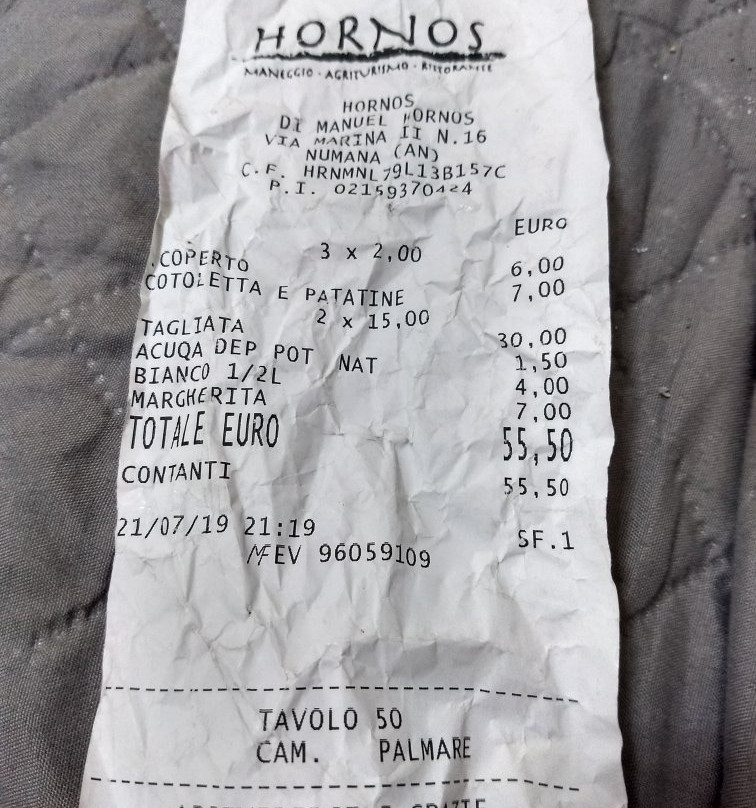 HORNOS
MANEGGIO · AGRITURISMO · RISTORANTE
HORNOS
DI MANUEL HORNOS
VIA MARINA II N.16
NUMANA (AN)
C.F. HRNMNL79L13B157C
P.I. 02159370424
EURO
COPERTO 3 x 2,00 6,00
COTOLETTA E PATATINE 7,00
TAGLIATA 2 x 15,00 30,00
ACUQA DEP POT NAT 1,50
BIANCO 1/2L 4,00
MARGHERITA 7,00
TOTALE EURO 55,50
CONTANTI 55,50
21/07/19 21:19 SF.1
MFEV 96059109
TAVOLO 50
CAM. PALMARE